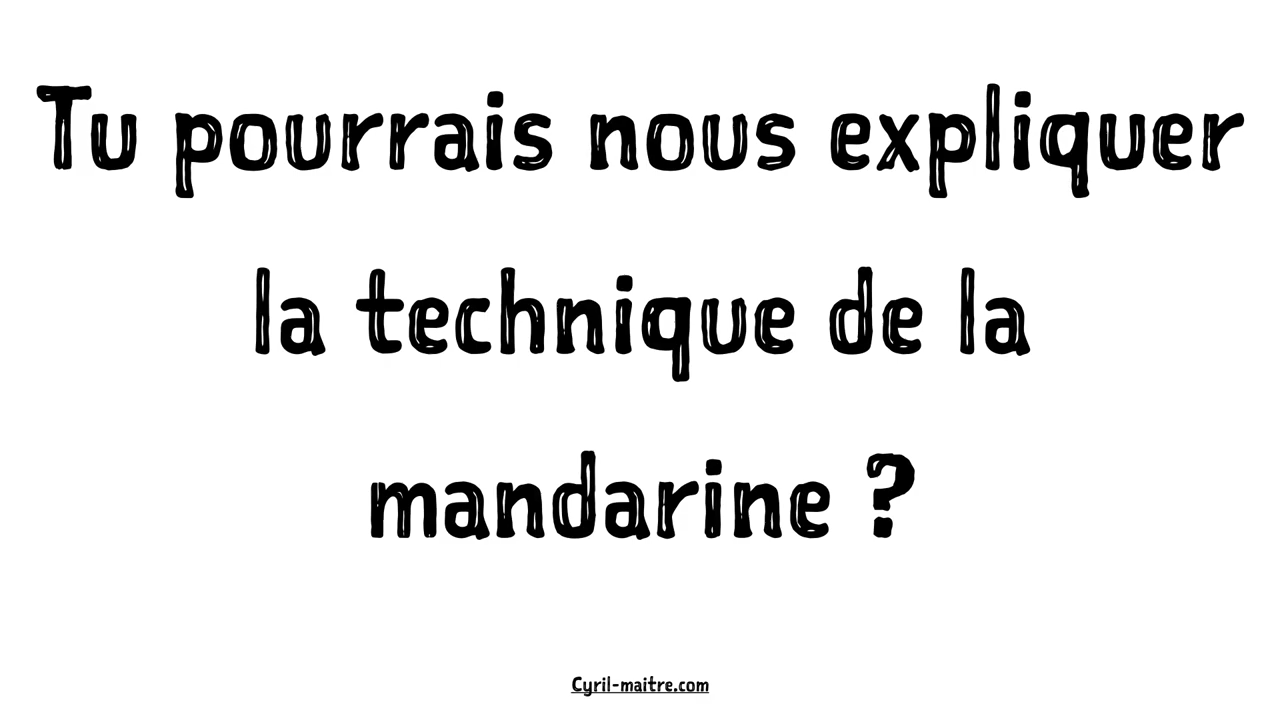 Tu pourrais nous expliquer
la technique de la
mandarine ?
Cyril-maitre.com